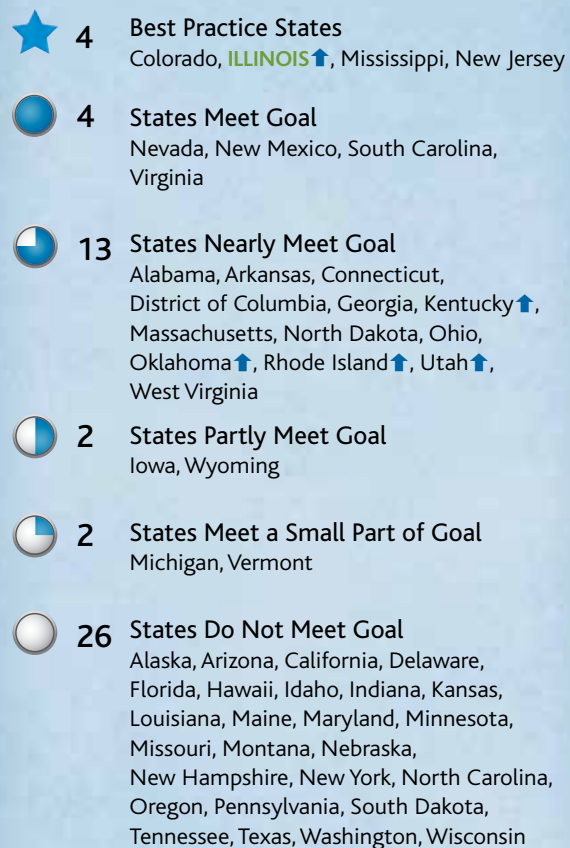 4 Best Practice States
Colorado, ILLINOIS⬆, Mississippi, New Jersey
4 States Meet Goal
Nevada, New Mexico, South Carolina,
Virginia
13 States Nearly Meet Goal
Alabama, Arkansas, Connecticut,
District of Columbia, Georgia, Kentucky⬆,
Massachusetts, North Dakota, Ohio,
Oklahoma⬆, Rhode Island⬆, Utah⬆,
West Virginia
2 States Partly Meet Goal
Iowa, Wyoming
2 States Meet a Small Part of Goal
Michigan, Vermont
26 States Do Not Meet Goal
Alaska, Arizona, California, Delaware,
Florida, Hawaii, Idaho, Indiana, Kansas,
Louisiana, Maine, Maryland, Minnesota,
Missouri, Montana, Nebraska,
New Hampshire, New York, North Carolina,
Oregon, Pennsylvania, South Dakota,
Tennessee, Texas, Washington, Wisconsin